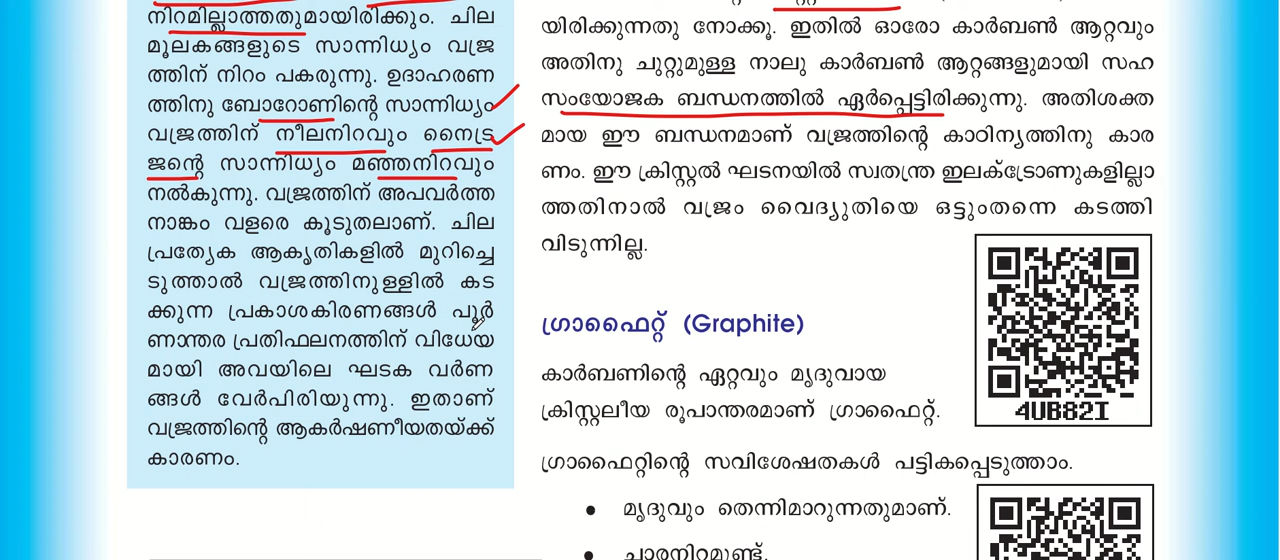 നിറമില്ലാത്തതുമായിരിക്കും. ചില
മൂലകങ്ങളുടെ സാന്നിധ്യം വജ്ര
ത്തിന് നിറം പകരുന്നു. ഉദാഹരണ
ത്തിനു ബോറോണിന്റെ സാന്നിധ്യം
വജ്രത്തിന് നീലനിറവും നൈട്ര
ജന്റെ സാന്നിധ്യം മഞ്ഞനിറവും
നൽകുന്നു. വജ്രത്തിന് അപവർത്ത
നാങ്കം വളരെ കൂടുതലാണ്. ചില
പ്രത്യേക ആകൃതികളിൽ മുറിച്ചെ
ടുത്താൽ വജ്രത്തിനുള്ളിൽ കട
ക്കുന്ന പ്രകാശകിരണങ്ങൾ പൂർ
ണാന്തര പ്രതിഫലനത്തിന് വിധേയ
മായി അവയിലെ ഘടക വർണ
ങ്ങൾ വേർപിരിയുന്നു. ഇതാണ്
വജ്രത്തിന്റെ ആകർഷണീയതയ്ക്ക്
കാരണം.
യിരിക്കുന്നതു നോക്കൂ. ഇതിൽ ഓരോ കാർബൺ ആറ്റവും
അതിനു ചുറ്റുമുള്ള നാലു കാർബൺ ആറ്റങ്ങളുമായി സഹ
സംയോജക ബന്ധനത്തിൽ ഏർപ്പെട്ടിരിക്കുന്നു. അതിശക്ത
മായ ഈ ബന്ധനമാണ് വജ്രത്തിന്റെ കാഠിന്യത്തിനു കാര
ണം. ഈ ക്രിസ്റ്റൽ ഘടനയിൽ സ്വതന്ത്ര ഇലക്ട്രോണുകളില്ലാ
ത്തതിനാൽ വജ്രം വൈദ്യുതിയെ ഒട്ടുംതന്നെ കടത്തി
വിടുന്നില്ല.
ഗ്രാഫൈറ്റ് (Graphite)
കാർബണിന്റെ ഏറ്റവും മൃദുവായ
ക്രിസ്റ്റലീയ രൂപാന്തരമാണ് ഗ്രാഫൈറ്റ്.
4UB82I
ഗ്രാഫൈറ്റിന്റെ സവിശേഷതകൾ പട്ടികപ്പെടുത്താം.
• മൃദുവും തെന്നിമാറുന്നതുമാണ്.
• ചാരനിറമുണ്ട്.